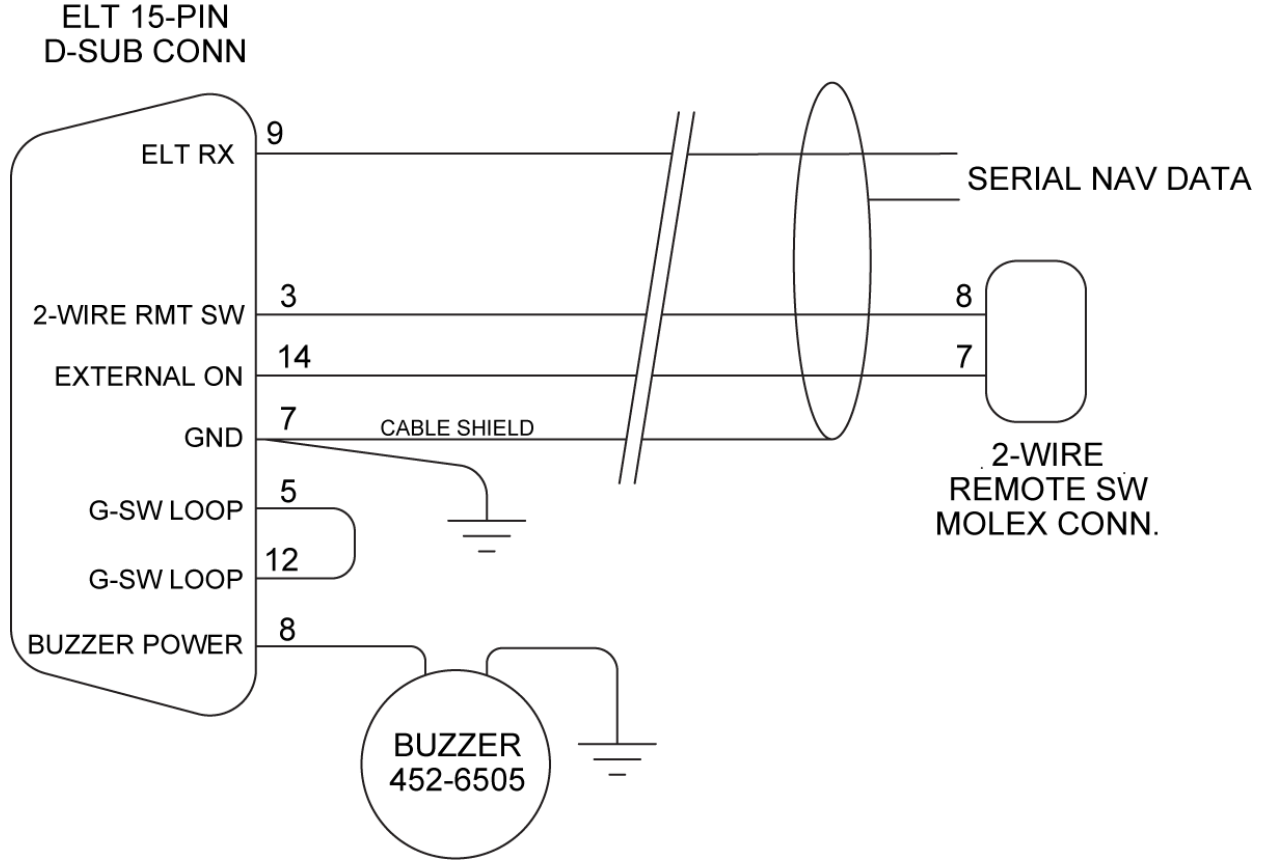 ELT 15-PIN
D-SUB CONN
9
ELT RX
SERIAL NAV DATA
3
8
2-WIRE RMT SW
14
7
EXTERNAL ON
7
CABLE SHIELD
GND
2-WIRE
REMOTE SW
MOLEX CONN.
5
G-SW LOOP
12
G-SW LOOP
8
BUZZER POWER
BUZZER
452-6505